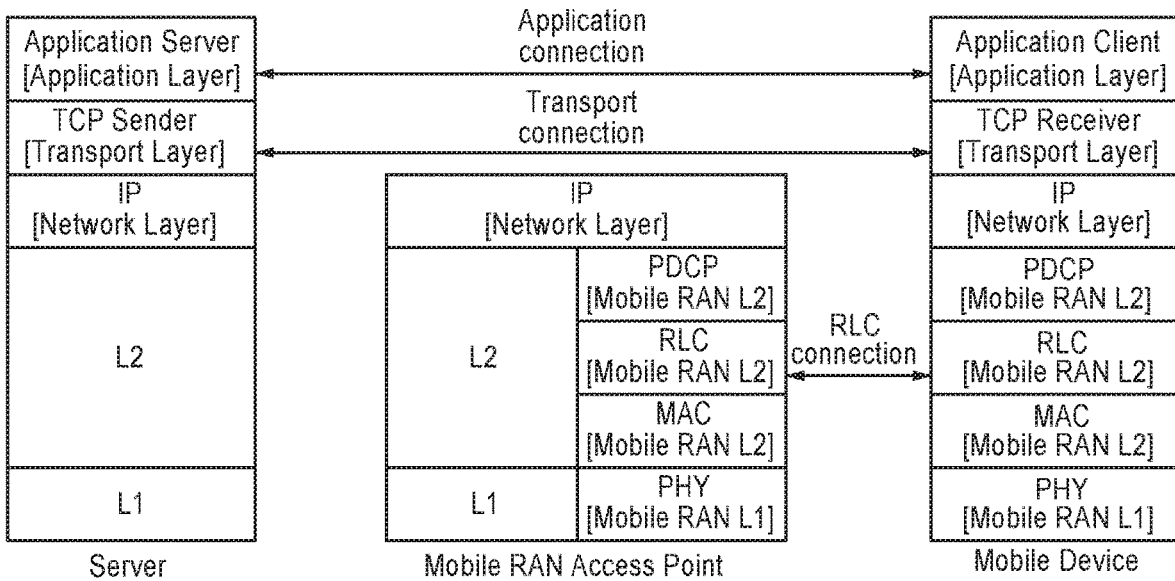 Application Server
[Application Layer]
TCP Sender
[Transport Layer]
IP
[Network Layer]
L2
L1
Server
Application
connection
Transport
connection
IP
[Network Layer]
L2
L1
PDCP
[Mobile RAN L2]
RLC
[Mobile RAN L2]
MAC
[Mobile RAN L2]
PHY
[Mobile RAN L1]
Mobile RAN Access Point
RLC
connection
Application Client
[Application Layer]
TCP Receiver
[Transport Layer]
IP
[Network Layer]
PDCP
[Mobile RAN L2]
RLC
[Mobile RAN L2]
MAC
[Mobile RAN L2]
PHY
[Mobile RAN L1]
Mobile Device